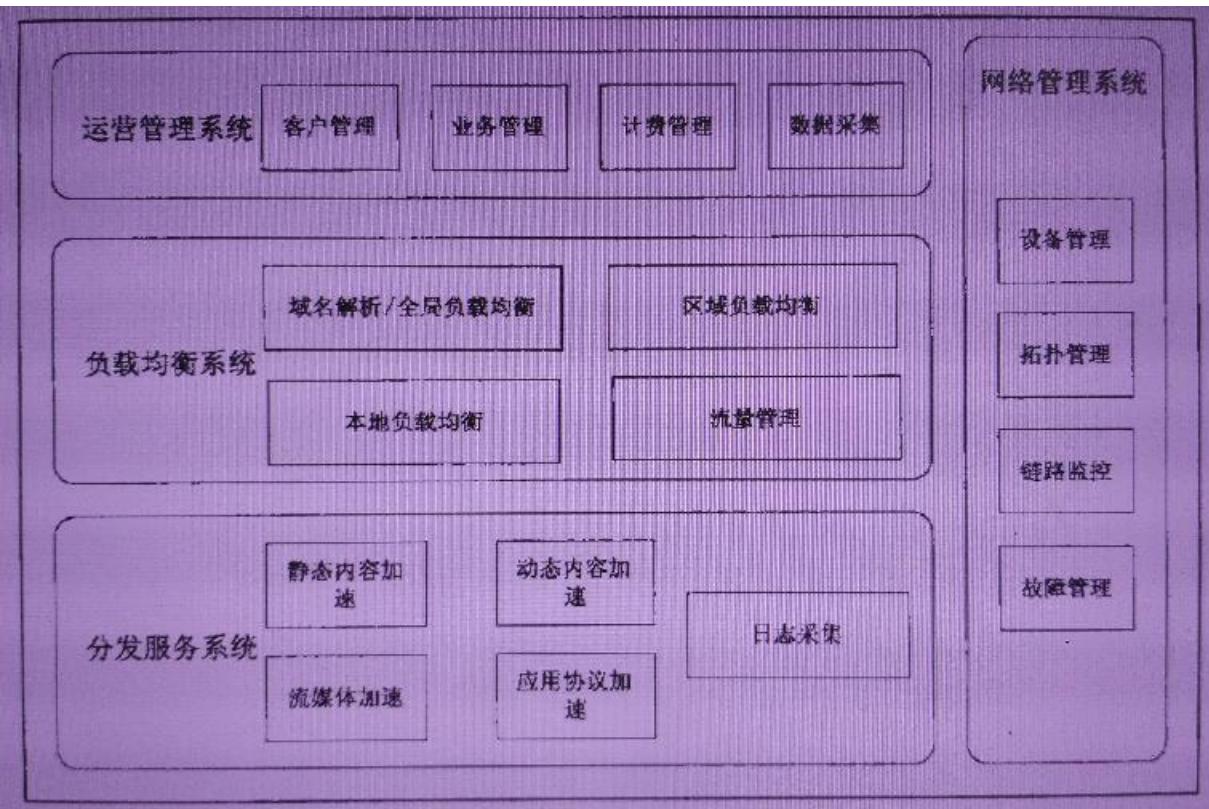 运营管理系统
客户管理
业务管理
计费管理
数据采集
网络管理系统
设备管理
拓扑管理
链路监控
故障管理
负载均衡系统
域名解析/全局负载均衡
区域负载均衡
本地负载均衡
流量管理
分发服务系统
静态内容加
速
动态内容加
速
流媒体加速
应用协议加
速
日志采集